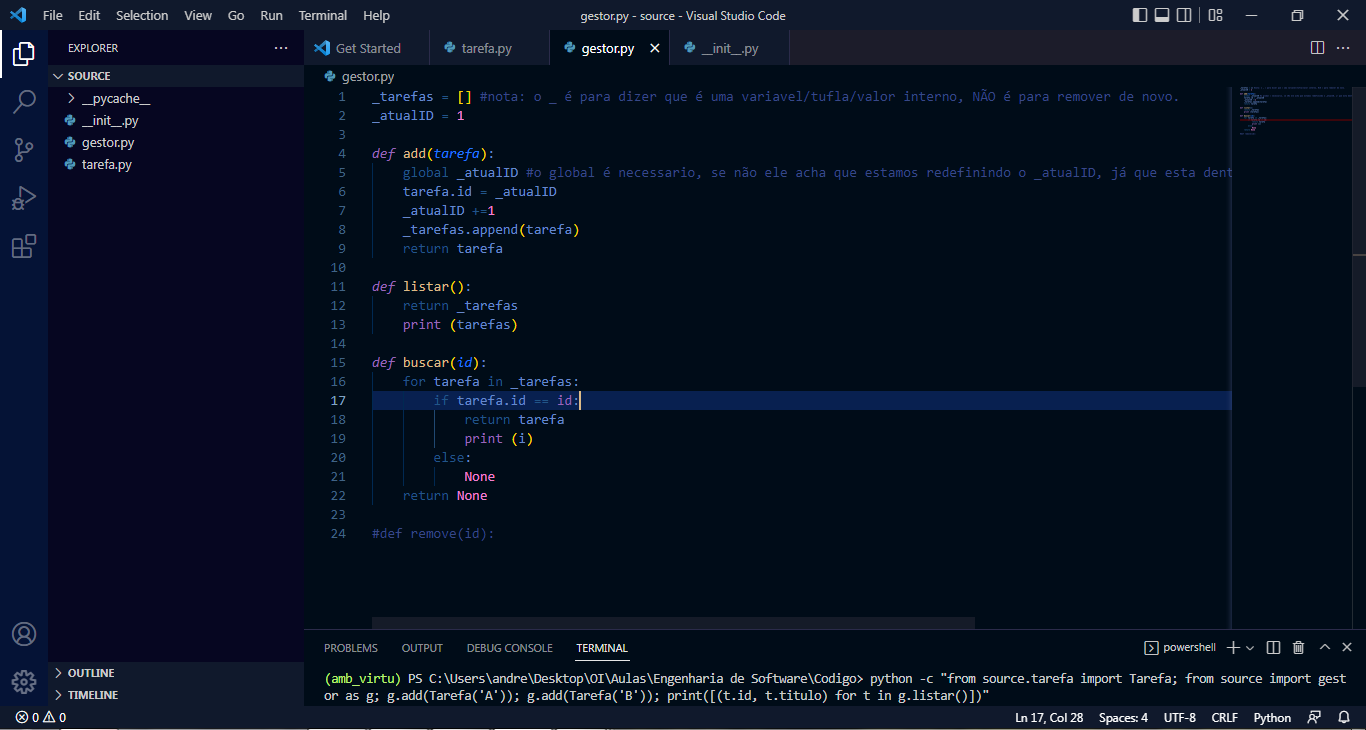 File Edit Selection View Go Run Terminal Help gestor.py - source - Visual Studio Code
EXPLORER ··· Get Started tarefa.py gestor.py __init__.py ···
SOURCE
__pycache__
__init__.py
gestor.py
tarefa.py
gestor.py
1 _tarefas = [] #nota: o _ é para dizer que é uma variavel/tufla/valor interno, NÃO é para remover de novo.
2 _atualID = 1
3
4 def add(tarefa):
5 global _atualID #o global é necessario, se não ele acha que estamos redefinindo o _atualID, já que esta dent
6 tarefa.id = _atualID
7 _atualID +=1
8 _tarefas.append(tarefa)
9 return tarefa
10
11 def listar():
12 return _tarefas
13 print (tarefas)
14
15 def buscar(id):
16 for tarefa in _tarefas:
17 if tarefa.id == id:
18 return tarefa
19 print (i)
20 else:
21 None
22 return None
23
24 #def remove(id):
OUTLINE
TIMELINE
PROBLEMS OUTPUT DEBUG CONSOLE TERMINAL powershell
(amb_virtu) PS C:\Users\andre\Desktop\OI\Aulas\Engenharia de Software\Codigo> python -c "from source.tarefa import Tarefa; from source import gest
or as g; g.add(Tarefa('A')); g.add(Tarefa('B')); print([(t.id, t.titulo) for t in g.listar()])"
0 0 Ln 17, Col 28 Spaces: 4 UTF-8 CRLF Python